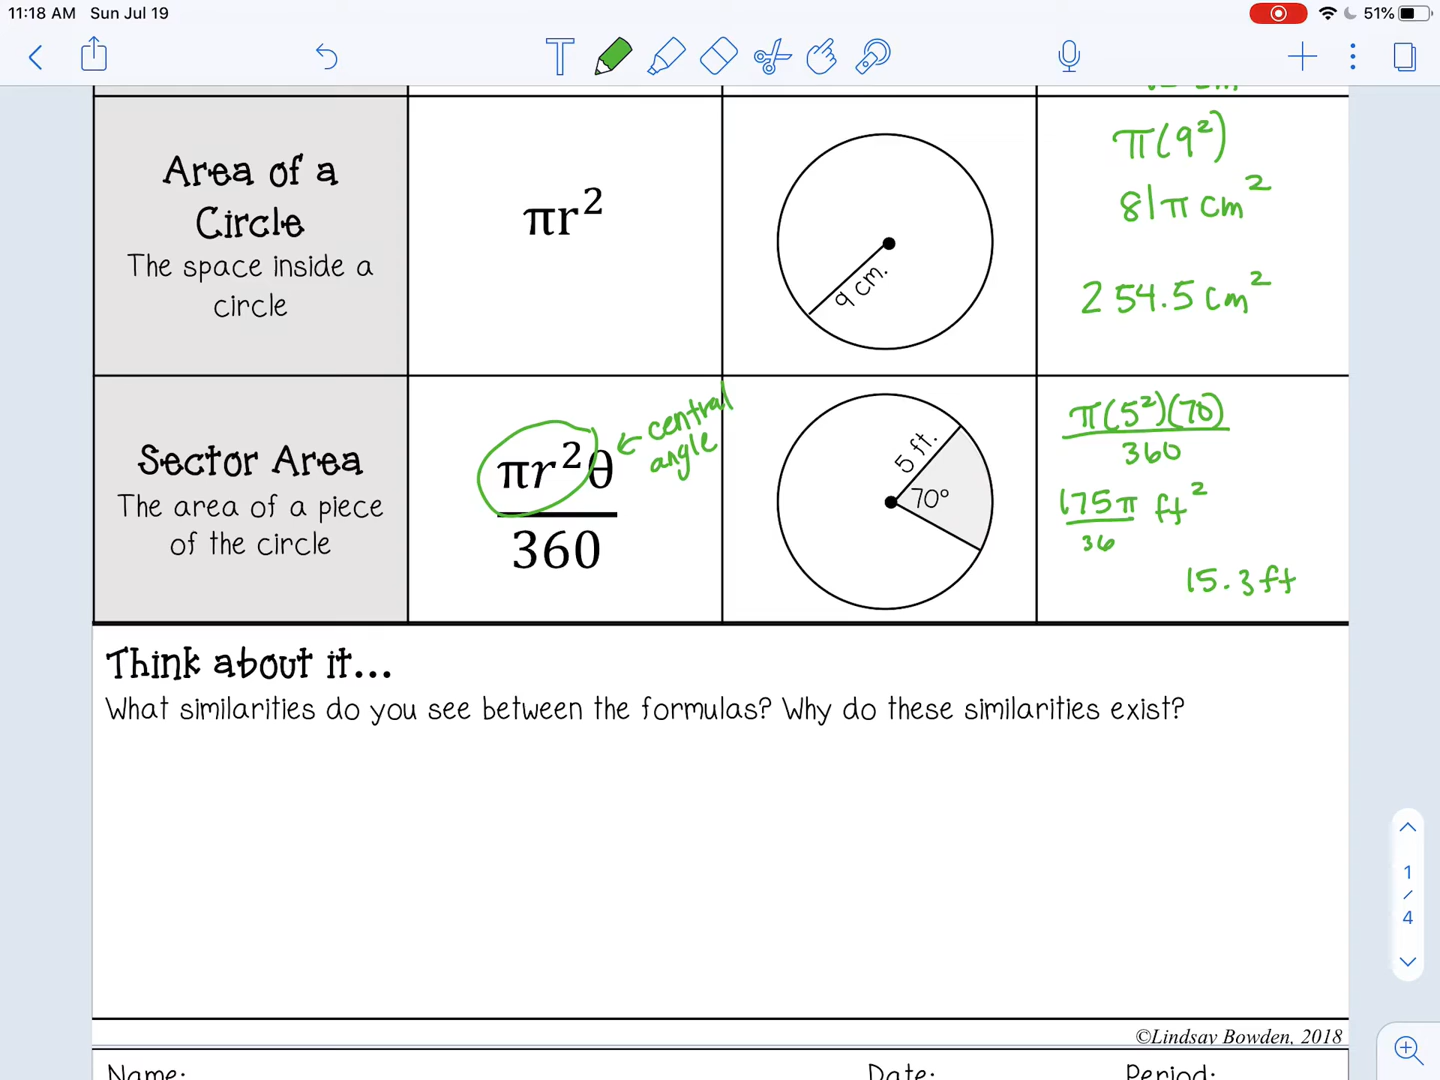 11:18 AM Sun Jul 19
51%
T
Area of a
Circle
The space inside a
circle
πr²
9 cm.
π(9²)
81π cm²
254.5 cm²
Sector Area
The area of a piece
of the circle
πr²θ
360
← central
angle
5 ft.
70°
π(5²)(70)
360
175π ft²
36
15.3 ft
Think about it...
What similarities do you see between the formulas? Why do these similarities exist?
1
/
4
©Lindsay Bowden, 2018
Name:
Date:
Period: